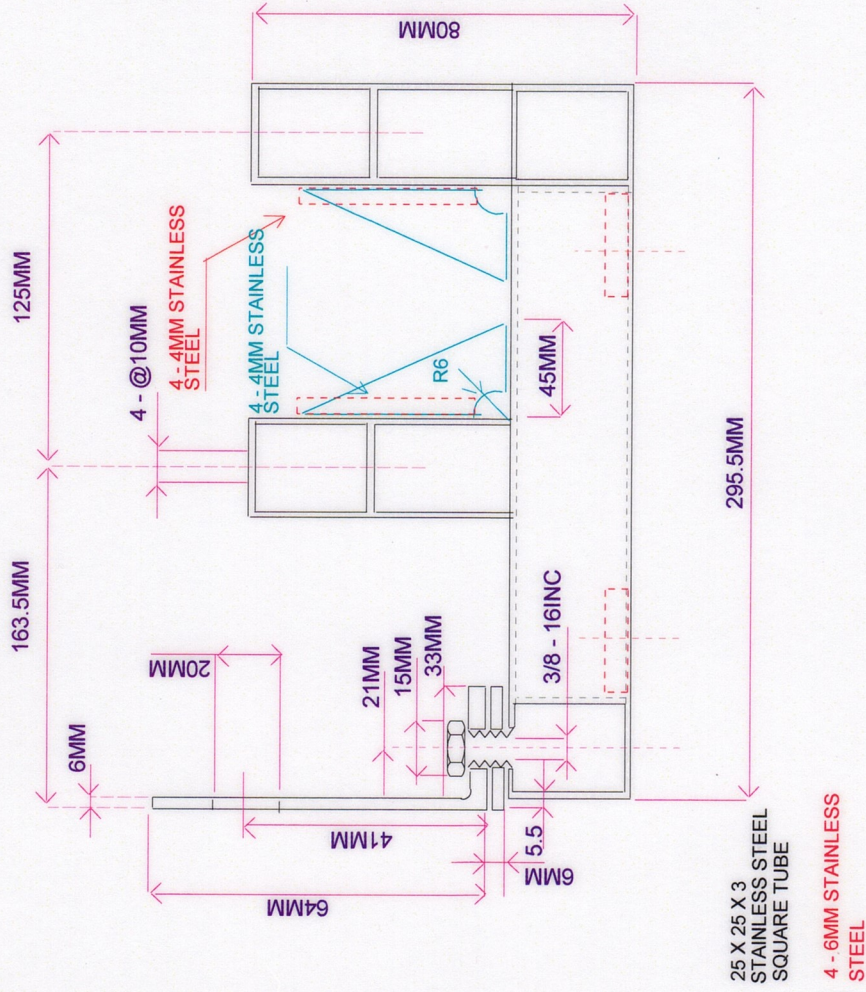 80MM
125MM
4 - @10MM
4 - 4MM STAINLESS
STEEL
4 - 4MM STAINLESS
STEEL
R6
45MM
163.5MM
295.5MM
20MM
21MM
15MM
33MM
3/8 - 16INC
6MM
41MM
64MM
5.5
6MM
25 X 25 X 3
STAINLESS STEEL
SQUARE TUBE
4 - .6MM STAINLESS
STEEL